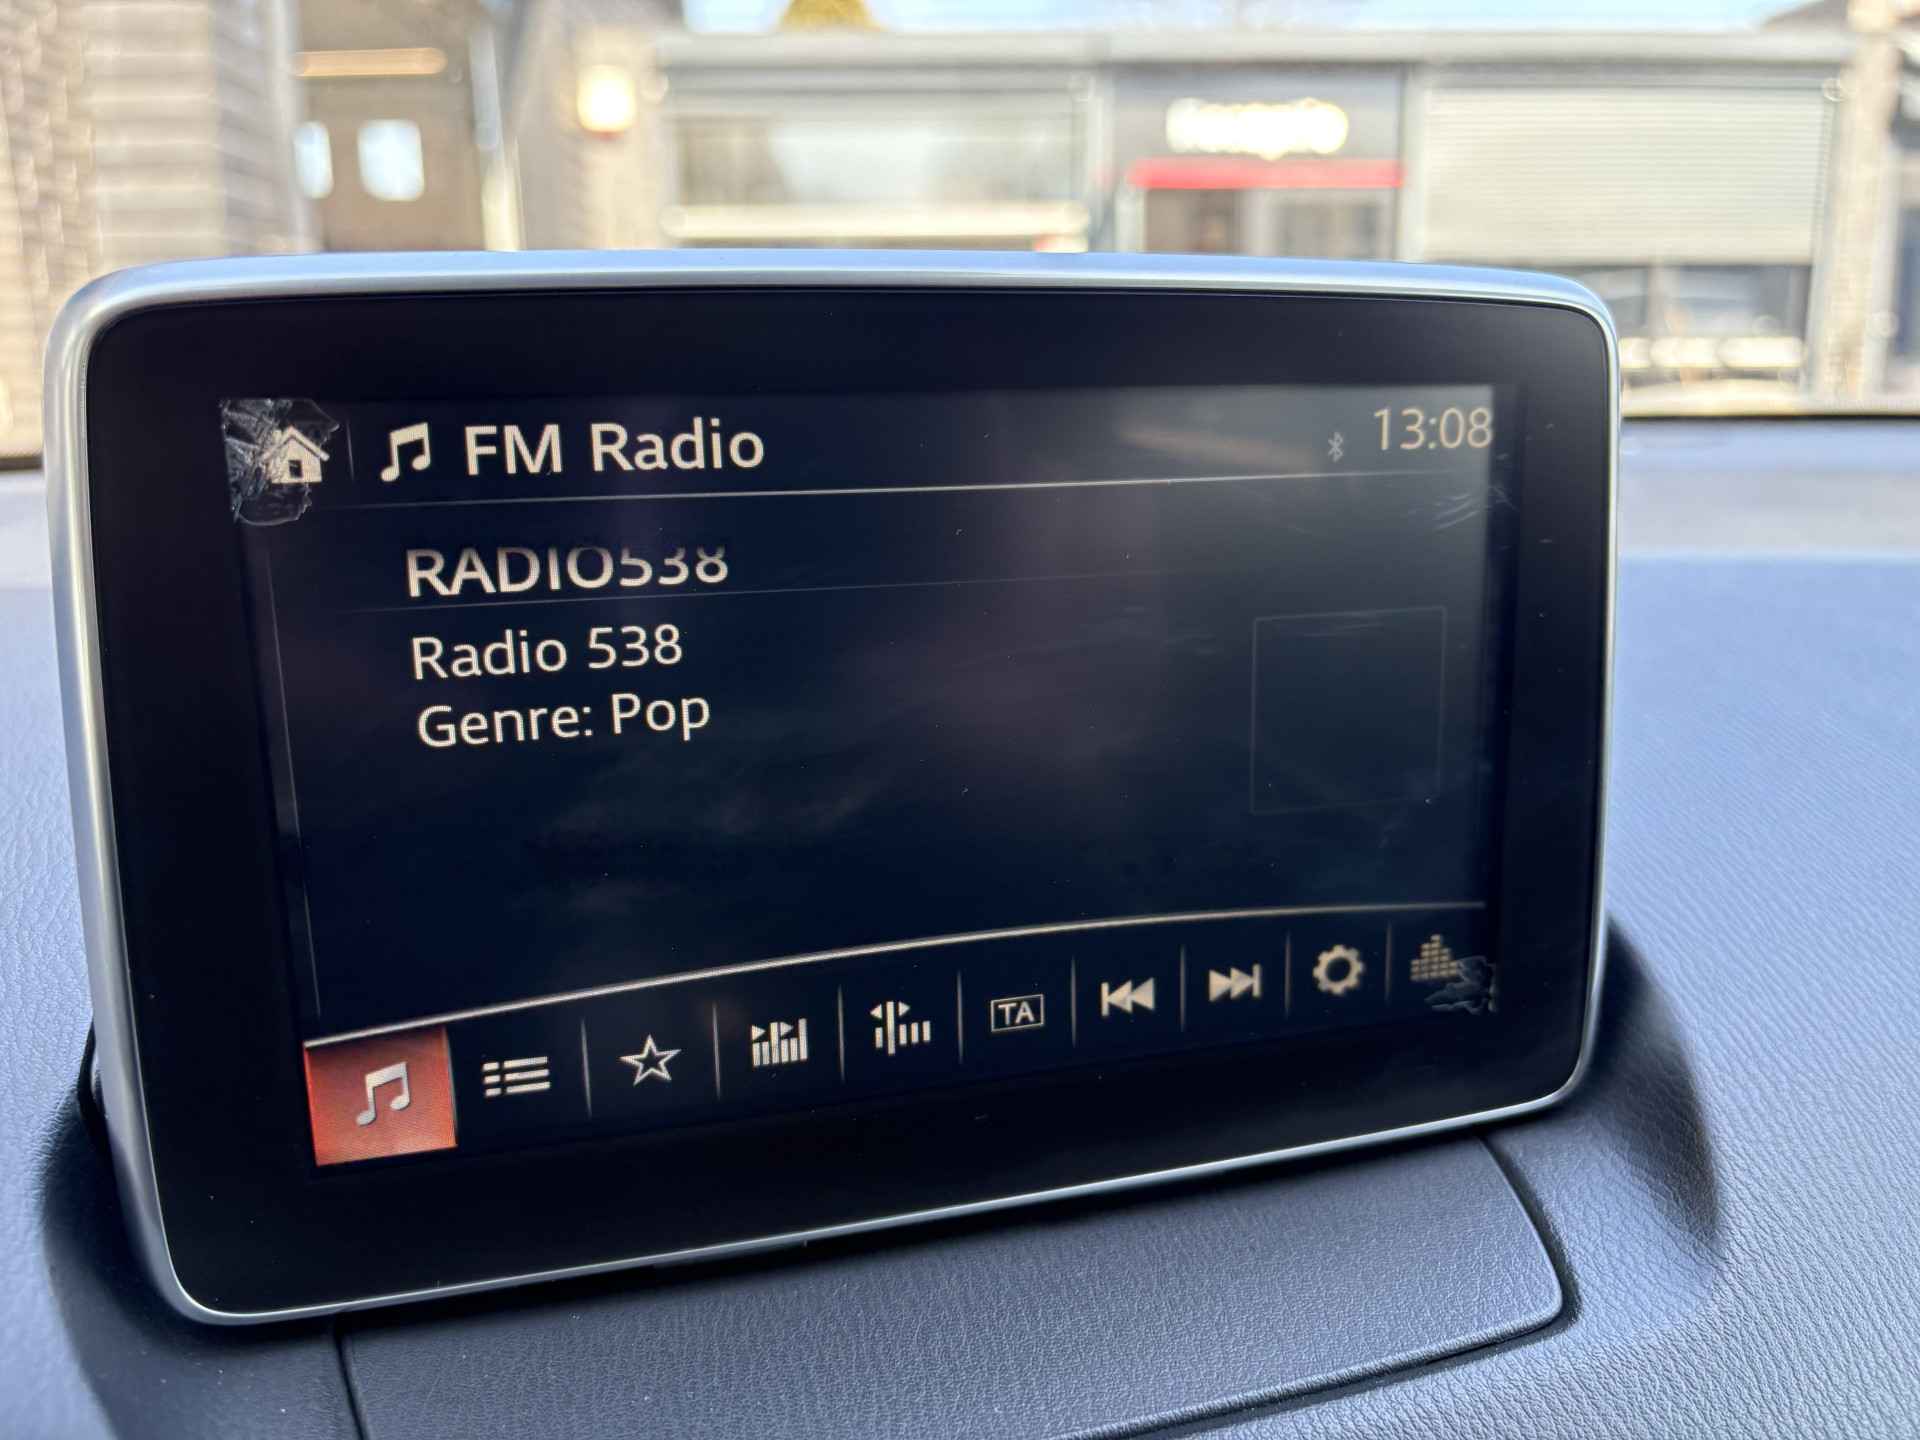 FM Radio
13:08
RADIO538
Radio 538
Genre: Pop
TA